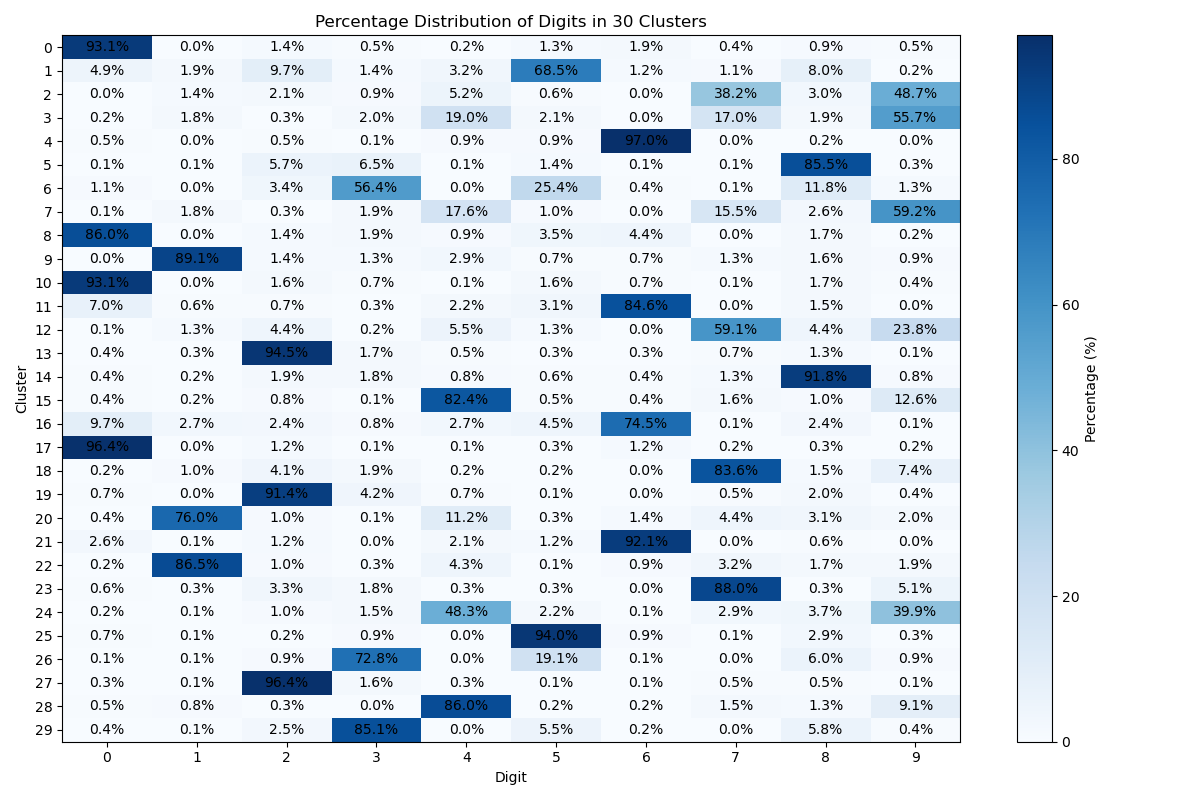 Percentage Distribution of Digits in 30 Clusters
0 93.1% 0.0% 1.4% 0.5% 0.2% 1.3% 1.9% 0.4% 0.9% 0.5%
1 4.9% 1.9% 9.7% 1.4% 3.2% 68.5% 1.2% 1.1% 8.0% 0.2%
2 0.0% 1.4% 2.1% 0.9% 5.2% 0.6% 0.0% 38.2% 3.0% 48.7%
3 0.2% 1.8% 0.3% 2.0% 19.0% 2.1% 0.0% 17.0% 1.9% 55.7%
4 0.5% 0.0% 0.5% 0.1% 0.9% 0.9% 97.0% 0.0% 0.2% 0.0%
5 0.1% 0.1% 5.7% 6.5% 0.1% 1.4% 0.1% 0.1% 85.5% 0.3%
6 1.1% 0.0% 3.4% 56.4% 0.0% 25.4% 0.4% 0.1% 11.8% 1.3%
7 0.1% 1.8% 0.3% 1.9% 17.6% 1.0% 0.0% 15.5% 2.6% 59.2%
8 86.0% 0.0% 1.4% 1.9% 0.9% 3.5% 4.4% 0.0% 1.7% 0.2%
9 0.0% 89.1% 1.4% 1.3% 2.9% 0.7% 0.7% 1.3% 1.6% 0.9%
10 93.1% 0.0% 1.6% 0.7% 0.1% 1.6% 0.7% 0.1% 1.7% 0.4%
11 7.0% 0.6% 0.7% 0.3% 2.2% 3.1% 84.6% 0.0% 1.5% 0.0%
12 0.1% 1.3% 4.4% 0.2% 5.5% 1.3% 0.0% 59.1% 4.4% 23.8%
13 0.4% 0.3% 94.5% 1.7% 0.5% 0.3% 0.3% 0.7% 1.3% 0.1%
14 0.4% 0.2% 1.9% 1.8% 0.8% 0.6% 0.4% 1.3% 91.8% 0.8%
15 0.4% 0.2% 0.8% 0.1% 82.4% 0.5% 0.4% 1.6% 1.0% 12.6%
16 9.7% 2.7% 2.4% 0.8% 2.7% 4.5% 74.5% 0.1% 2.4% 0.1%
17 96.4% 0.0% 1.2% 0.1% 0.1% 0.3% 1.2% 0.2% 0.3% 0.2%
18 0.2% 1.0% 4.1% 1.9% 0.2% 0.2% 0.0% 83.6% 1.5% 7.4%
19 0.7% 0.0% 91.4% 4.2% 0.7% 0.1% 0.0% 0.5% 2.0% 0.4%
20 0.4% 76.0% 1.0% 0.1% 11.2% 0.3% 1.4% 4.4% 3.1% 2.0%
21 2.6% 0.1% 1.2% 0.0% 2.1% 1.2% 92.1% 0.0% 0.6% 0.0%
22 0.2% 86.5% 1.0% 0.3% 4.3% 0.1% 0.9% 3.2% 1.7% 1.9%
23 0.6% 0.3% 3.3% 1.8% 0.3% 0.3% 0.0% 88.0% 0.3% 5.1%
24 0.2% 0.1% 1.0% 1.5% 48.3% 2.2% 0.1% 2.9% 3.7% 39.9%
25 0.7% 0.1% 0.2% 0.9% 0.0% 94.0% 0.9% 0.1% 2.9% 0.3%
26 0.1% 0.1% 0.9% 72.8% 0.0% 19.1% 0.1% 0.0% 6.0% 0.9%
27 0.3% 0.1% 96.4% 1.6% 0.3% 0.1% 0.1% 0.5% 0.5% 0.1%
28 0.5% 0.8% 0.3% 0.0% 86.0% 0.2% 0.2% 1.5% 1.3% 9.1%
29 0.4% 0.1% 2.5% 85.1% 0.0% 5.5% 0.2% 0.0% 5.8% 0.4%
0 1 2 3 4 5 6 7 8 9
Digit
Cluster
80
60
40
20
0
Percentage (%)